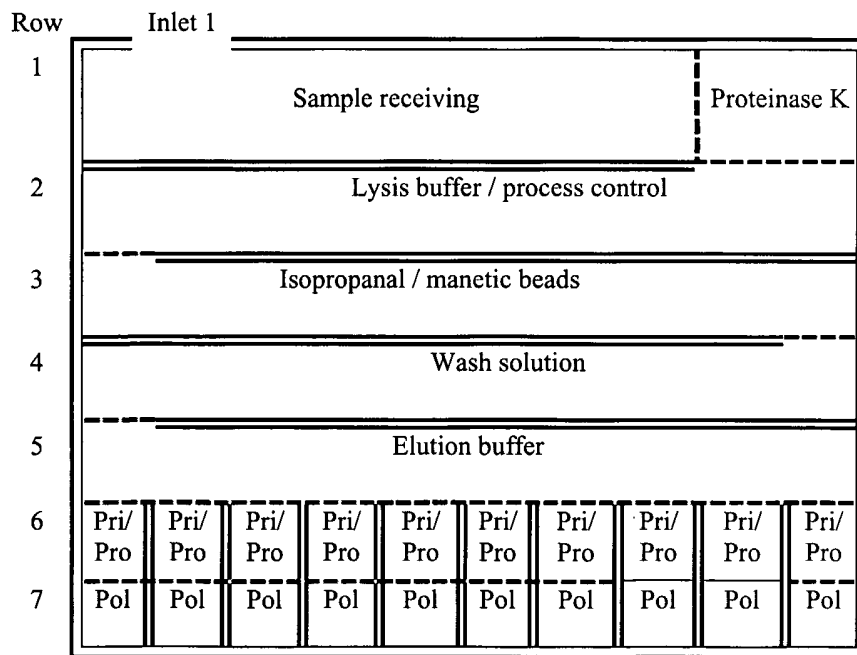 Row Inlet 1
1 Sample receiving Proteinase K
2 Lysis buffer / process control
3 Isopropanal / manetic beads
4 Wash solution
5 Elution buffer
6 Pri/ Pri/ Pri/ Pri/ Pri/ Pri/ Pri/ Pri/ Pri/ Pri/
Pro Pro Pro Pro Pro Pro Pro Pro Pro Pro
7 Pol Pol Pol Pol Pol Pol Pol Pol Pol Pol